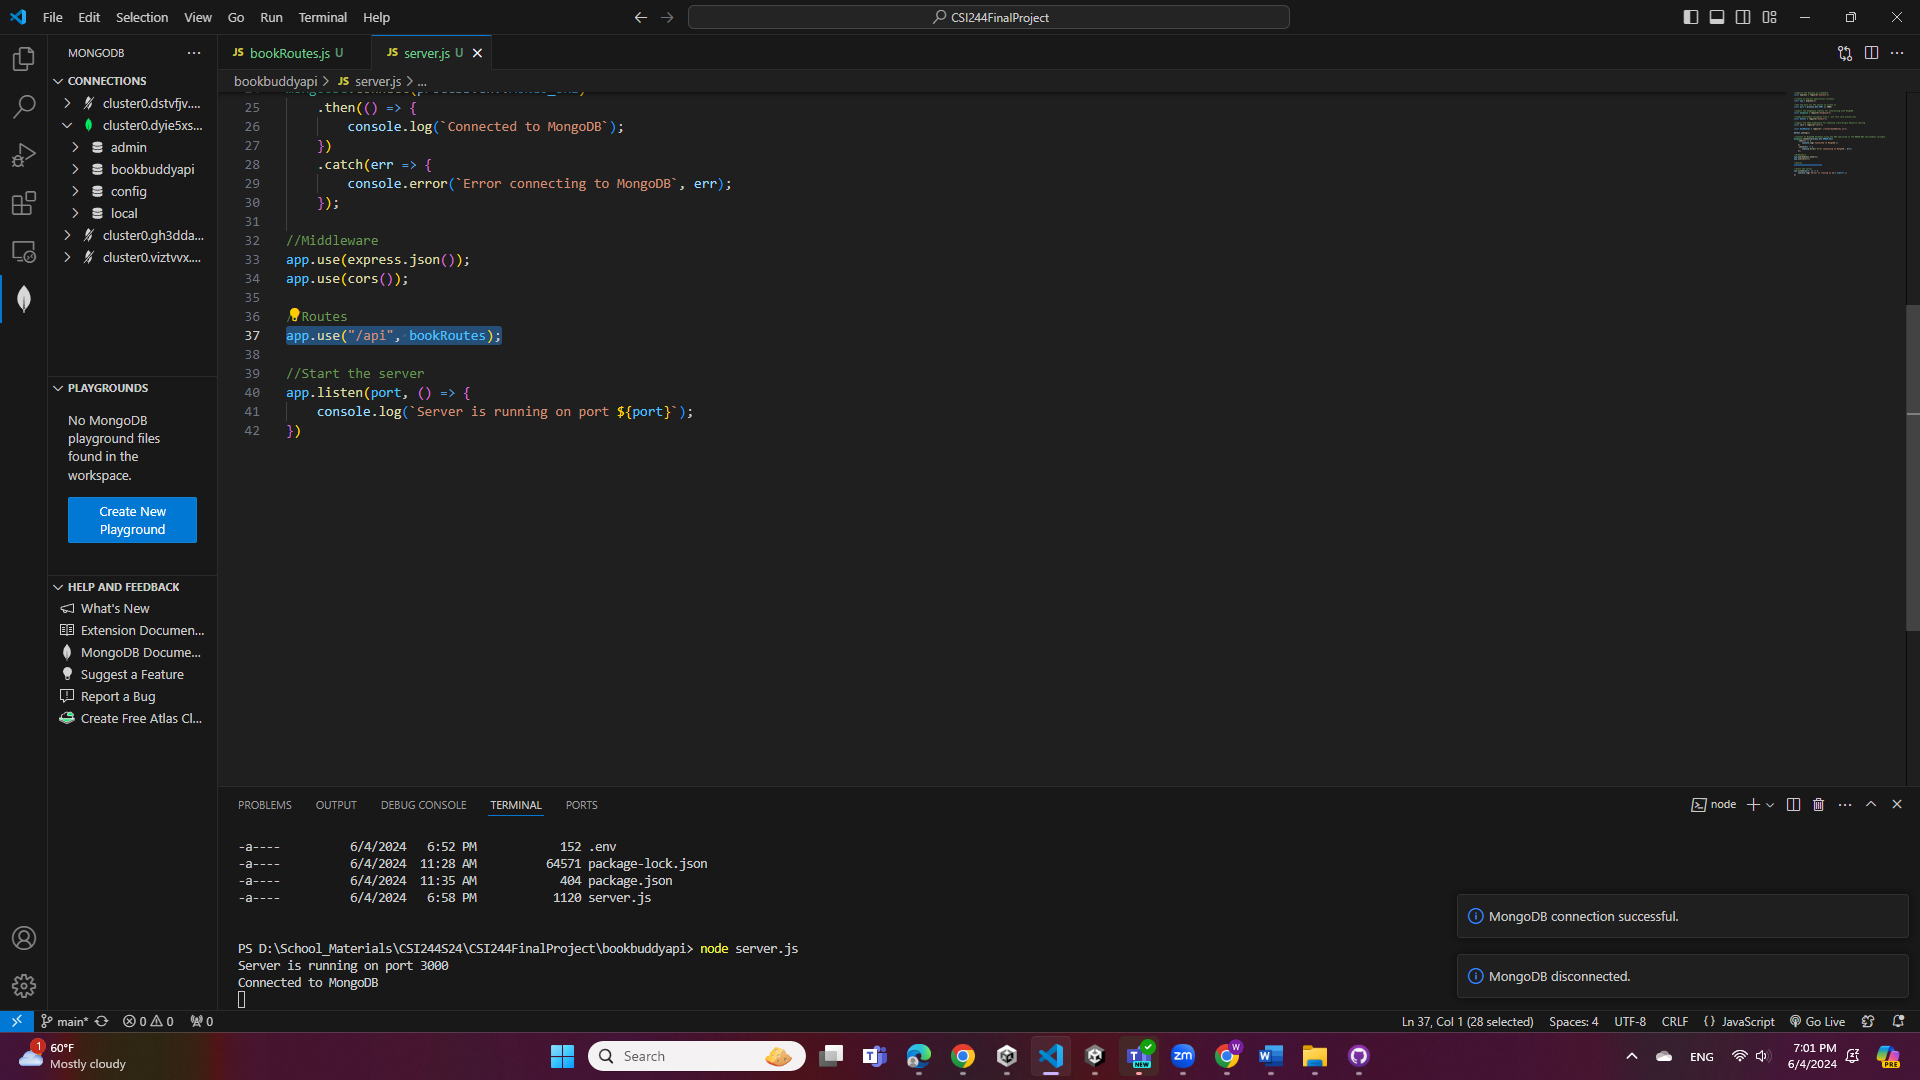 File Edit Selection View Go Run Terminal Help
CSI244FinalProject
MONGODB
CONNECTIONS
cluster0.dstvfjv....
cluster0.dyie5xs...
admin
bookbuddyapi
config
local
cluster0.gh3dda...
cluster0.viztvvx....
PLAYGROUNDS
No MongoDB
playground files
found in the
workspace.
Create New
Playground
HELP AND FEEDBACK
What's New
Extension Documen...
MongoDB Docume...
Suggest a Feature
Report a Bug
Create Free Atlas Cl...
JS bookRoutes.js U
JS server.js U
bookbuddyapi > JS server.js > ...
25 .then(() => {
26 console.log(`Connected to MongoDB`);
27 })
28 .catch(err => {
29 console.error(`Error connecting to MongoDB`, err);
30 });
31
32 //Middleware
33 app.use(express.json());
34 app.use(cors());
35
36 /Routes
37 app.use("/api", bookRoutes);
38
39 //Start the server
40 app.listen(port, () => {
41 console.log(`Server is running on port ${port}`);
42 })
PROBLEMS OUTPUT DEBUG CONSOLE TERMINAL PORTS
node
-a---- 6/4/2024 6:52 PM 152 .env
-a---- 6/4/2024 11:28 AM 64571 package-lock.json
-a---- 6/4/2024 11:35 AM 404 package.json
-a---- 6/4/2024 6:58 PM 1120 server.js
PS D:\School_Materials\CSI244S24\CSI244FinalProject\bookbuddyapi> node server.js
Server is running on port 3000
Connected to MongoDB
MongoDB connection successful.
MongoDB disconnected.
main* 0 0 0
Ln 37, Col 1 (28 selected) Spaces: 4 UTF-8 CRLF {} JavaScript Go Live
1
60°F
Mostly cloudy
Search
NEW
zm
W
ENG
7:01 PM
6/4/2024
PRE